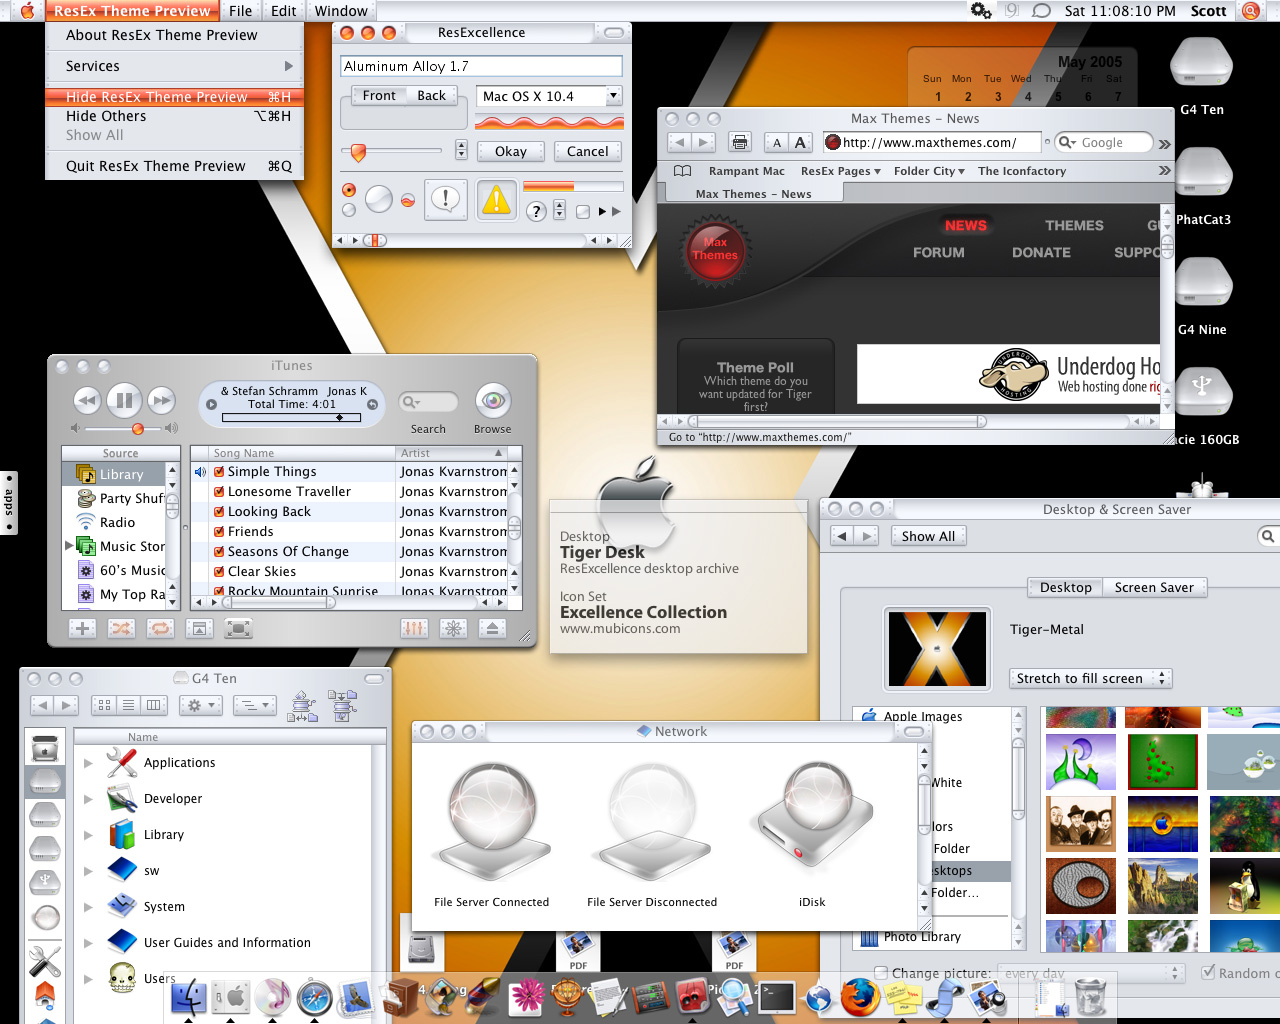 ResEx Theme Preview File Edit Window
Sat 11:08:10 PM Scott
About ResEx Theme Preview
Services
Hide ResEx Theme Preview ⌘H
Hide Others ⌥⌘H
Show All
Quit ResEx Theme Preview ⌘Q
ResExcellence
Aluminum Alloy 1.7
Front Back
Mac OS X 10.4
Okay Cancel
?
May 2005
Sun Mon Tue Wed Thu Fri Sat
1 2 3 4 5 6 7
G4 Ten
PhatCat3
G4 Nine
acie 160GB
Max Themes – News
A A
http://www.maxthemes.com/
Google
Rampant Mac ResEx Pages Folder City The Iconfactory
Max Themes – News
Max Themes
NEWS THEMES GU
FORUM DONATE SUPPO
Theme Poll
Which theme do you
want updated for Tiger
first?
Underdog Ho
Web hosting done rig
UNDERDOG HOSTING
Go to "http://www.maxthemes.com/"
iTunes
& Stefan Schramm Jonas K
Total Time: 4:01
Search
Browse
Source
Library
Party Shuf
Radio
Music Stor
60's Music
My Top Ra
Song Name Artist
Simple Things Jonas Kvarnstrom
Lonesome Traveller Jonas Kvarnstrom
Looking Back Jonas Kvarnstrom
Friends Jonas Kvarnstrom
Seasons Of Change Jonas Kvarnstrom
Clear Skies Jonas Kvarnstrom
Rocky Mountain Sunrise Jonas Kvarnstrom
apps
Desktop
Tiger Desk
ResExcellence desktop archive
Icon Set
Excellence Collection
www.mubicons.com
Desktop & Screen Saver
Show All
Desktop Screen Saver
Tiger-Metal
Stretch to fill screen
Apple Images
White
lors
Folder
sktops
Folder...
Photo Library
Change picture: every day
Random o
G4 Ten
Name
Applications
Developer
Library
sw
System
User Guides and Information
Users
Network
File Server Connected
File Server Disconnected
iDisk
PDF
PDF